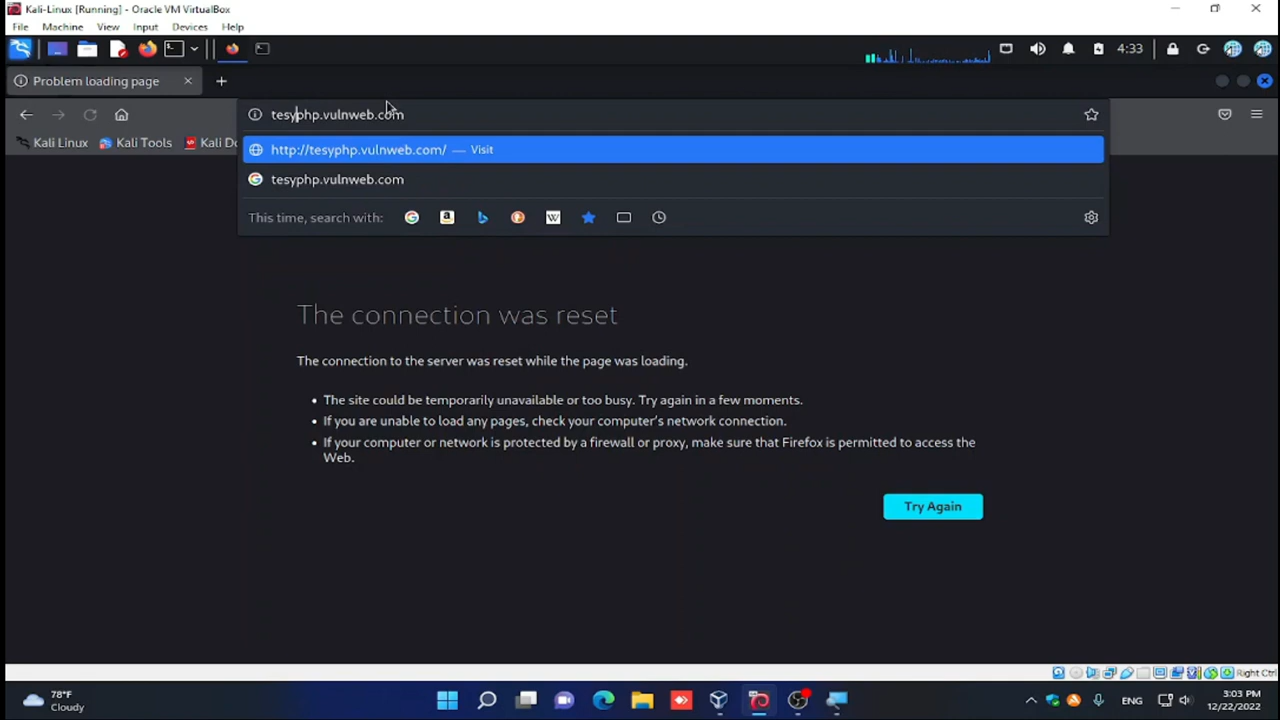 Kali-Linux [Running] - Oracle VM VirtualBox
File Machine View Input Devices Help
4:33
Problem loading page
tesyphp.vulnweb.com
Kali Linux Kali Tools Kali Do
http://tesyphp.vulnweb.com/ — Visit
tesyphp.vulnweb.com
This time, search with:
The connection was reset
The connection to the server was reset while the page was loading.
• The site could be temporarily unavailable or too busy. Try again in a few moments.
• If you are unable to load any pages, check your computer’s network connection.
• If your computer or network is protected by a firewall or proxy, make sure that Firefox is permitted to access the
Web.
Try Again
Right Ctrl
78°F
Cloudy
ENG
3:03 PM
12/22/2022